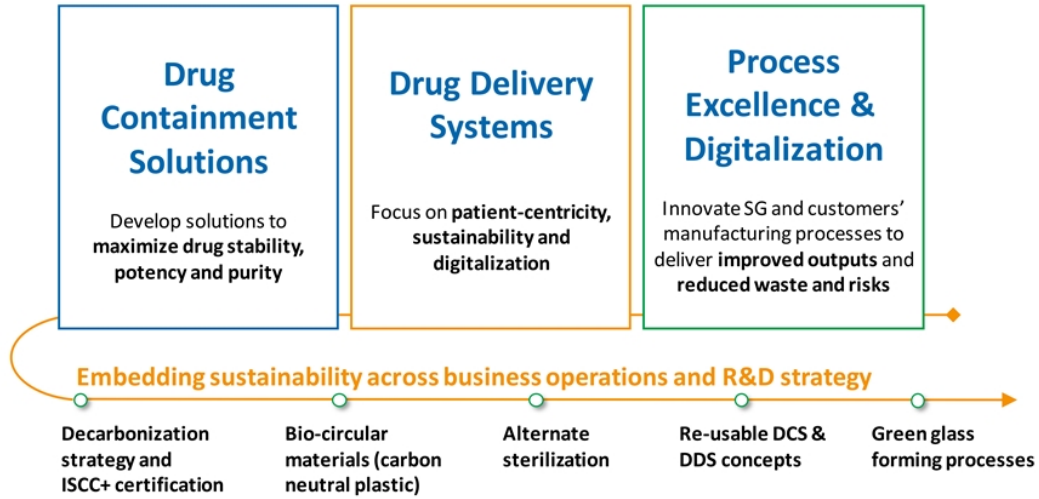 Drug
Containment
Solutions
Develop solutions to
maximize drug stability,
potency and purity
Drug Delivery
Systems
Focus on patient-centricity,
sustainability and
digitalization
Process
Excellence &
Digitalization
Innovate SG and customers’
manufacturing processes to
deliver improved outputs and
reduced waste and risks
Embedding sustainability across business operations and R&D strategy
Decarbonization
strategy and
ISCC+ certification
Bio-circular
materials (carbon
neutral plastic)
Alternate
sterilization
Re-usable DCS &
DDS concepts
Green glass
forming processes